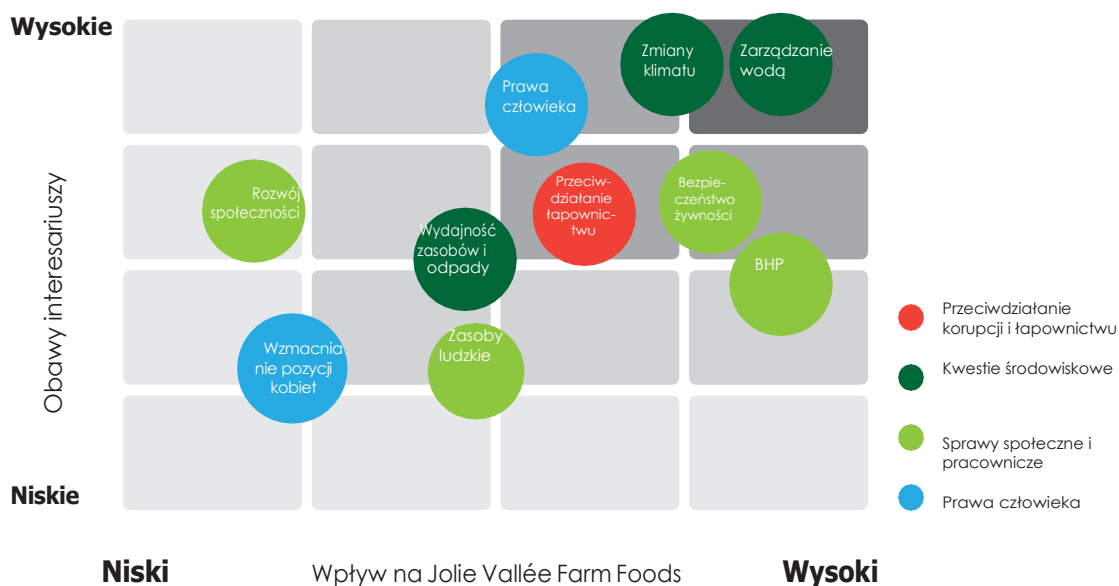 Wysokie
Zmiany
klimatu
Zarządzanie
wodą
Prawa
człowieka
Rozwój
społeczności
Wydajność
zasobów i
odpady
Przeciw-
działanie
łapownic-
twu
Bezpie-
czeństwo
żywności
BHP
Wzmacnia
nie pozycji
kobiet
Zasoby
ludzkie
Obawy interesariuszy
Niskie
Niski
Wpływ na Jolie Vallée Farm Foods
Wysoki
Przeciwdziałanie
korupcji i łapownictwu
Kwestie środowiskowe
Sprawy społeczne i
pracownicze
Prawa człowieka